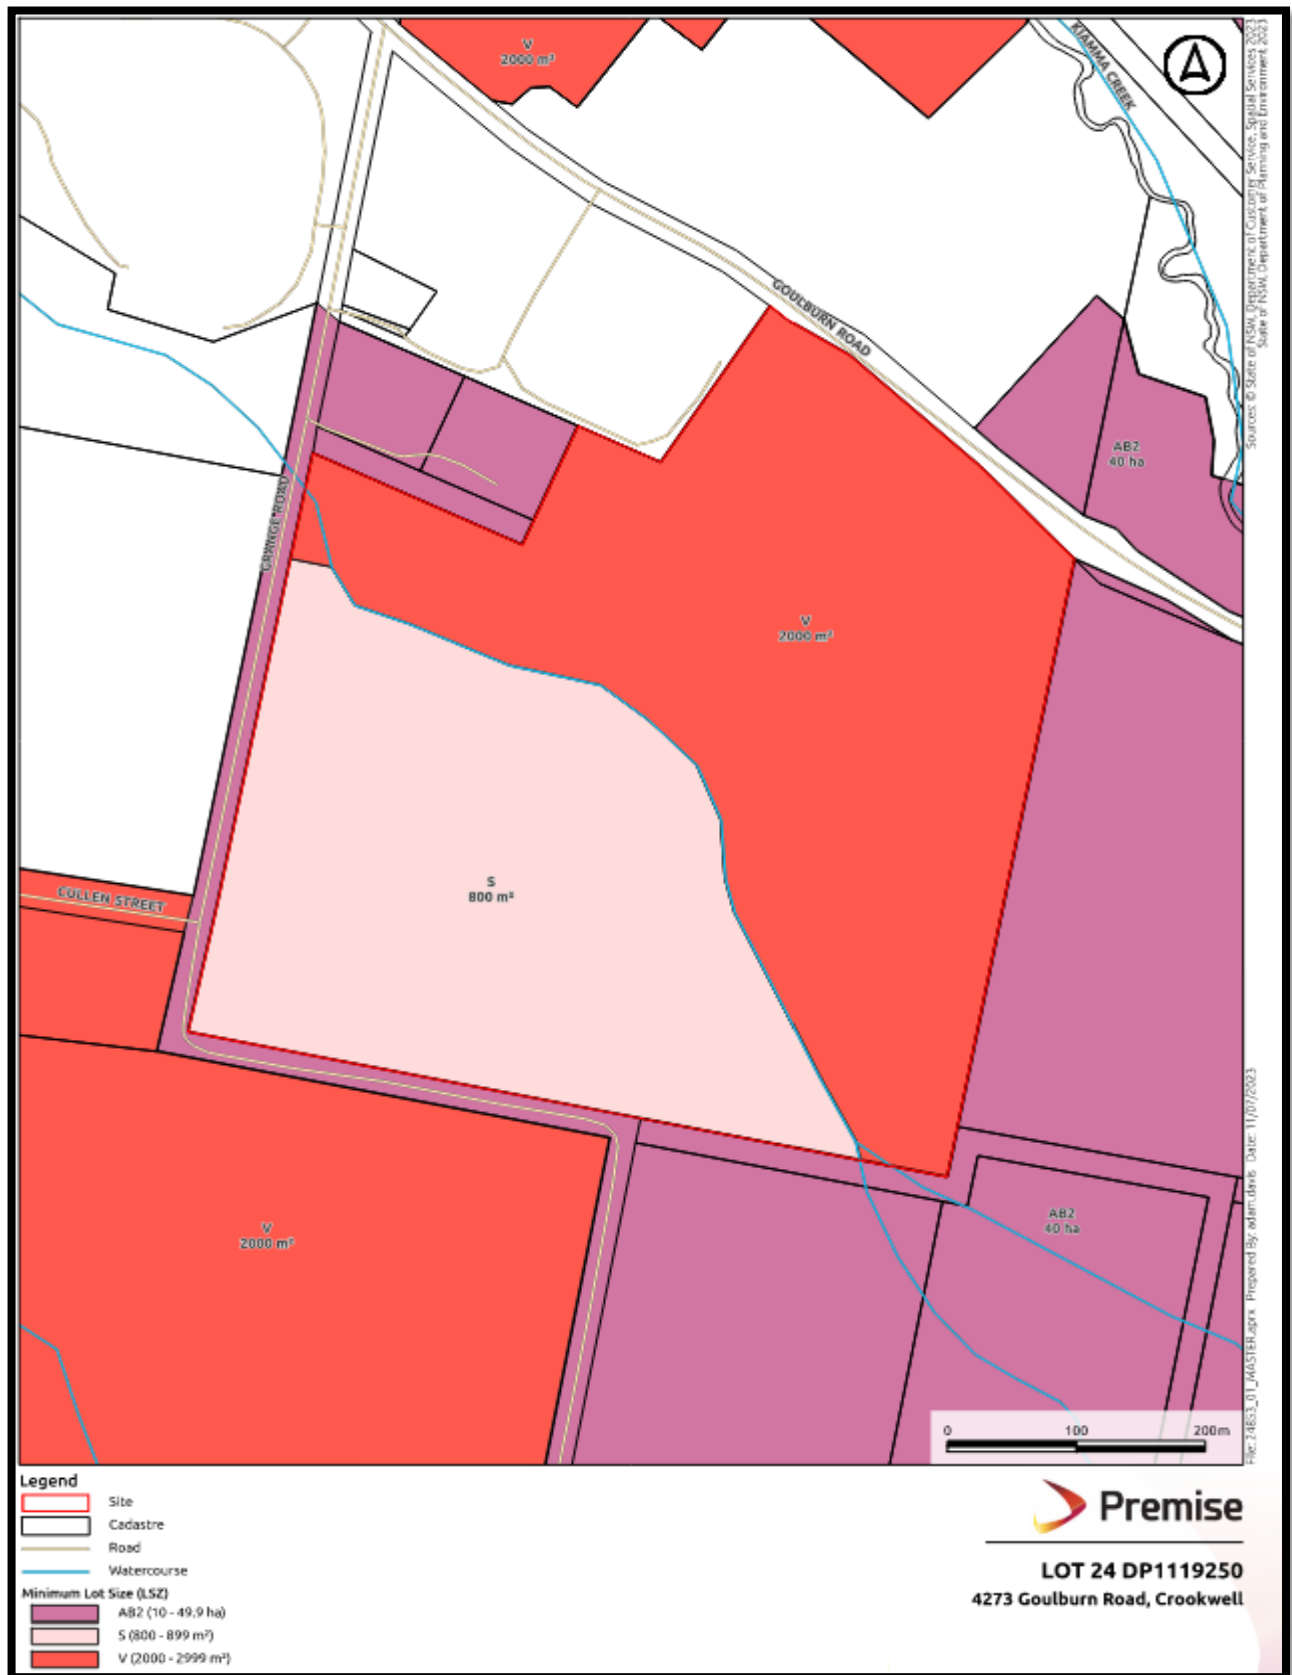 V
2000 m²
KIAMMA CREEK
GOULBURN ROAD
AB2
40 ha
GRANGE ROAD
V
2000 m²
S
800 m²
CULLEN STREET
V
2000 m²
AB2
40 ha
0 100 200m
Sources: © State of NSW, Department of Customer Service, Spatial Services 2023
State of NSW, Department of Planning and Environment 2023
Prepared By: adam.davis Date: 11/07/2023
Legend
Site
Cadastre
Road
Watercourse
Minimum Lot Size (LSZ)
AB2 (10 - 49.9 ha)
S (800 - 899 m²)
V (2000 - 2999 m²)
Premise
LOT 24 DP1119250
4273 Goulburn Road, Crookwell